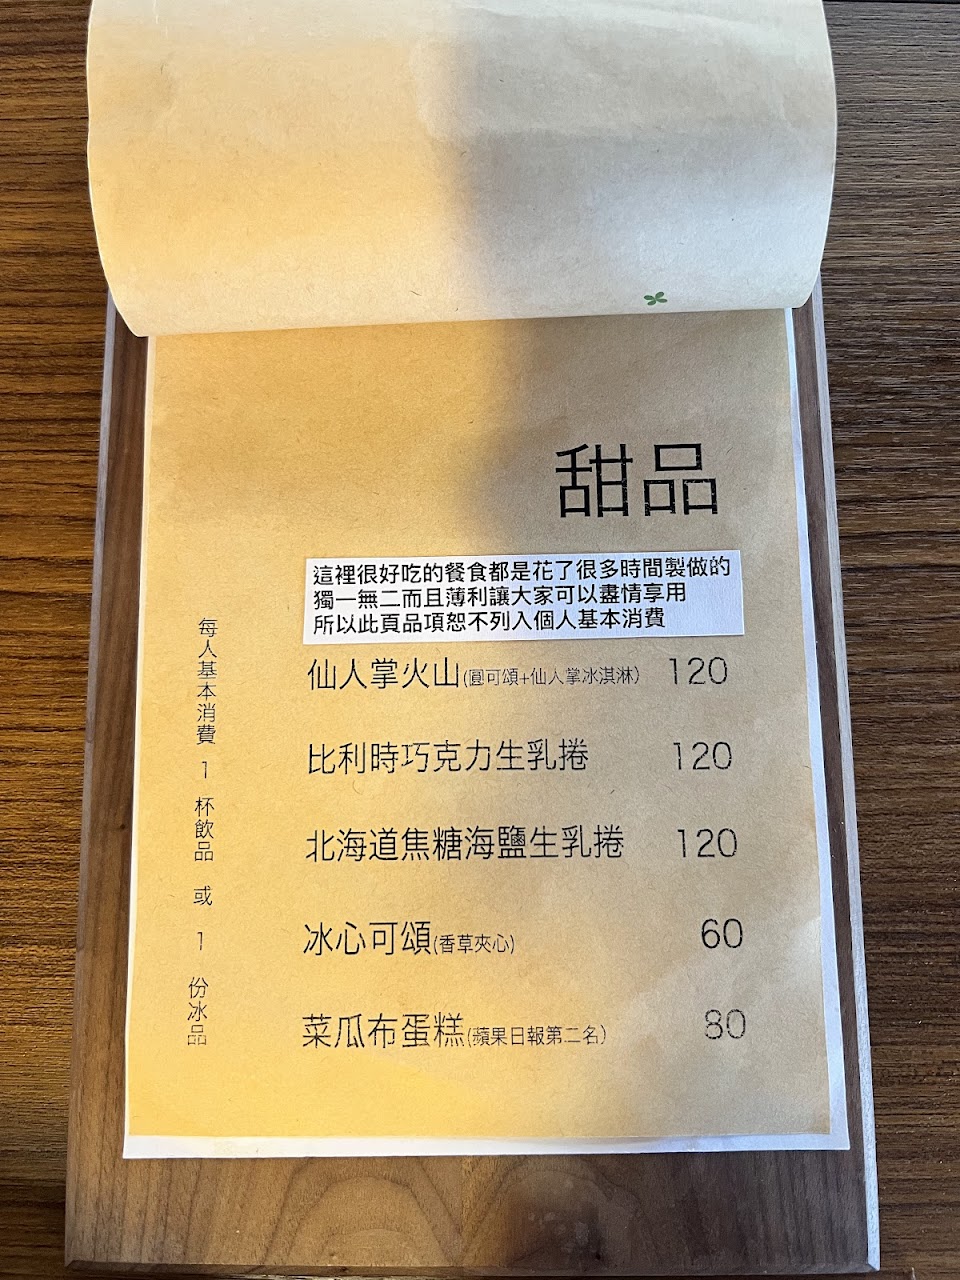 甜品
這裡很好吃的餐食都是花了很多時間製做的
獨一無二而且薄利讓大家可以盡情享用
所以此頁品項恕不列入個人基本消費
仙人掌火山(圓可頌+仙人掌冰淇淋) 120
比利時巧克力生乳捲 120
北海道焦糖海鹽生乳捲 120
冰心可頌(香草夾心) 60
菜瓜布蛋糕(蘋果日報第二名) 80
每人基本消費 1 杯飲品 或 1 份冰品